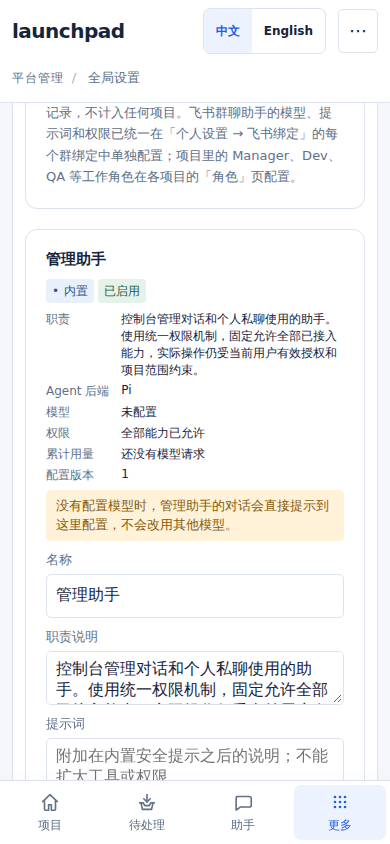 launchpad
中文
English
平台管理 / 全局设置
记录，不计入任何项目。飞书群聊助手的模型、提
示词和权限已统一在「个人设置 → 飞书绑定」的每
个群绑定中单独配置；项目里的 Manager、Dev、
QA 等工作角色在各项目的「角色」页配置。
管理助手
• 内置
已启用
职责
控制台管理对话和个人私聊使用的助手。
使用统一权限机制，固定允许全部已接入
能力，实际操作仍受当前用户有效授权和
项目范围约束。
Agent 后端
Pi
模型
未配置
权限
全部能力已允许
累计用量
还没有模型请求
配置版本
1
没有配置模型时，管理助手的对话会直接提示到
这里配置，不会改用其他模型。
名称
管理助手
职责说明
控制台管理对话和个人私聊使用的助
手。使用统一权限机制，固定允许全部
提示词
附加在内置安全提示之后的说明；不能
扩大工具或权限
项目
待处理
助手
更多